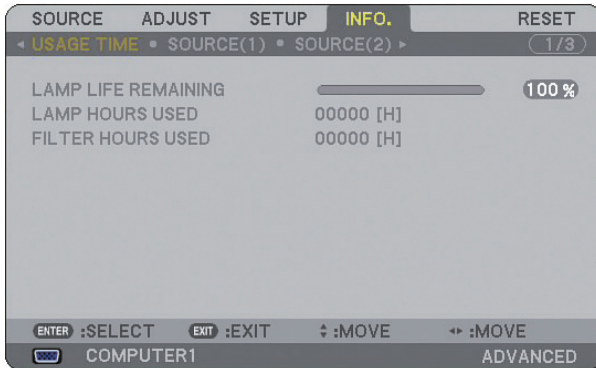 SOURCE ADJUST SETUP INFO. RESET
USAGE TIME • SOURCE(1) • SOURCE(2) 1/3
LAMP LIFE REMAINING 100 %
LAMP HOURS USED 00000 [H]
FILTER HOURS USED 00000 [H]
ENTER :SELECT EXIT :EXIT :MOVE :MOVE
COMPUTER1 ADVANCED